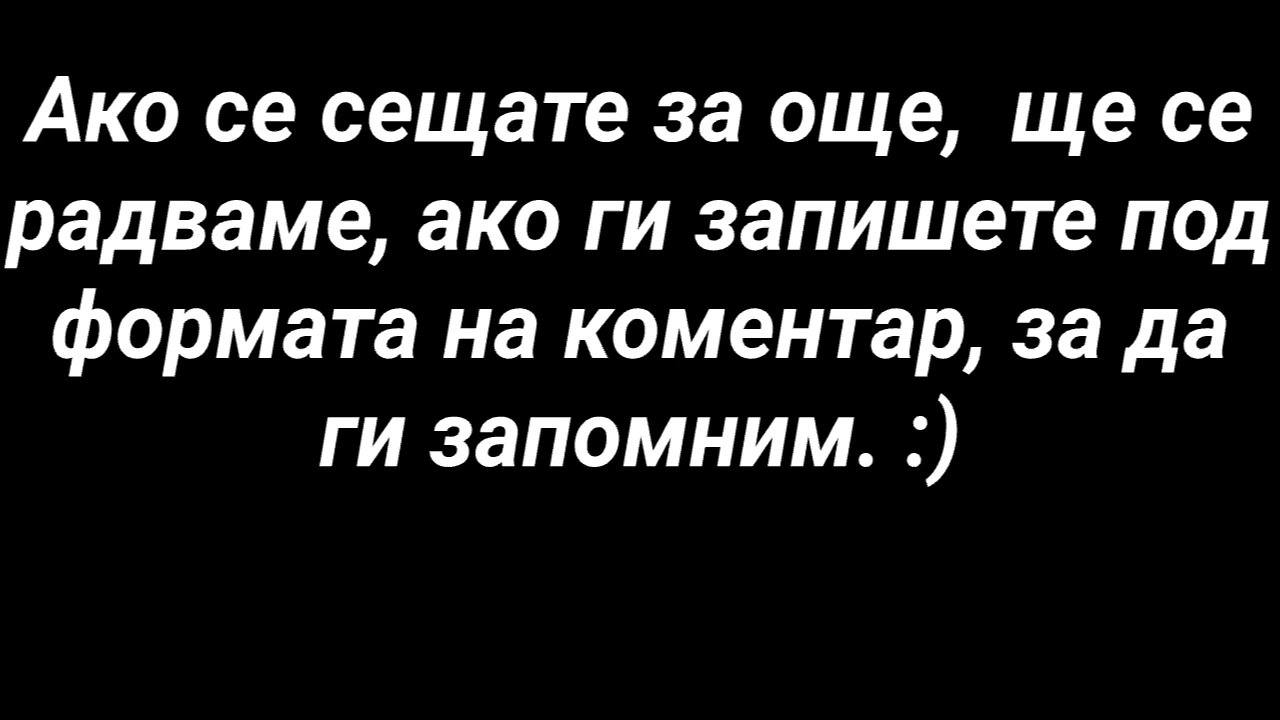 Ако се сещате за още,  ще се
радваме, ако ги запишете под
формата на коментар, за да
ги запомним. :)